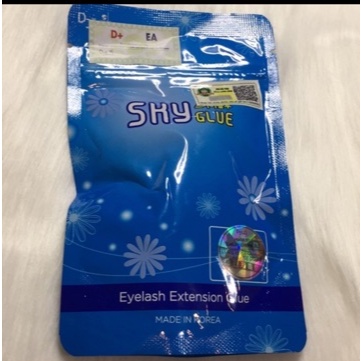 D+
D+ EA
SKY
GLUE
Eyelash Extension Glue
MADE IN KOREA